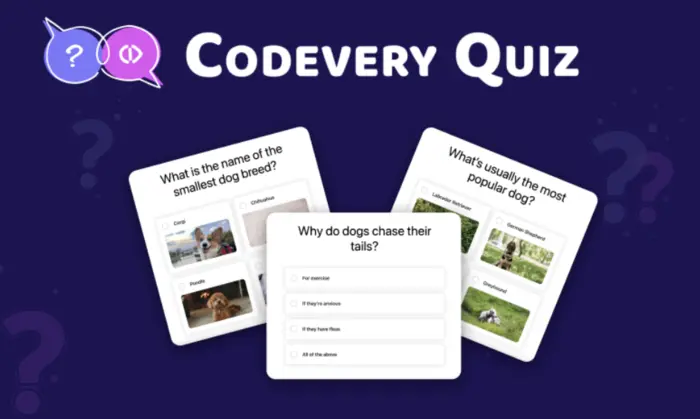 ? 
CODEVERY QUIZ
What is the name of the
smallest dog breed?
Corgi
Chihuahua
Poodle
Why do dogs chase their
tails?
For exercise
If they're anxious
If they have fleas
All of the above
What's usually the most
popular dog?
Labrador Retriever
German Shepherd
Greyhound